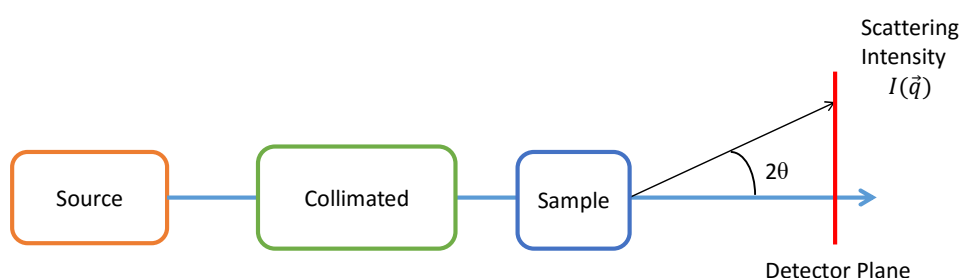 Scattering
Intensity
I(q⃗)
Source
Collimated
Sample
2θ
Detector Plane